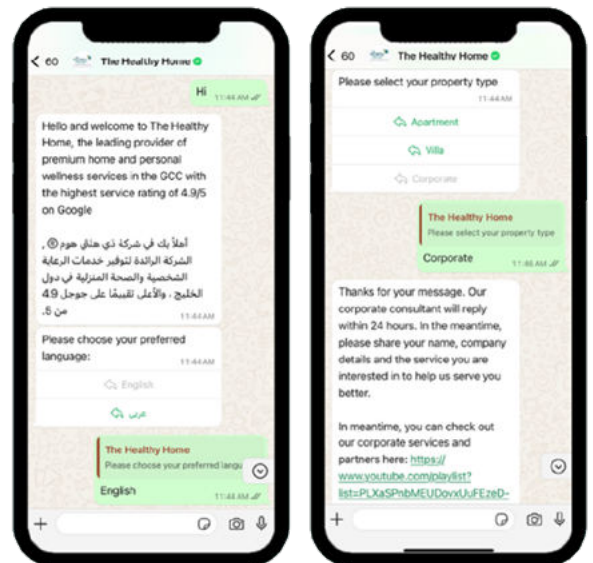 60
The Healthy Home
Hi
11:44 AM
Hello and welcome to The Healthy
Home, the leading provider of
premium home and personal
wellness services in the GCC with
the highest service rating of 4.9/5
on Google
أهلاً بك في شركة ذي هلثي هوم ® ,
الشركة الرائدة لتوفير خدمات الرعاية
الشخصية والصحة المنزلية في دول
الخليج , والأعلى تقييمًا على جوجل 4.9
من 5.
11:44 AM
Please choose your preferred
language:
11:44 AM
English
عربي
The Healthy Home
Please choose your preferred langu
English
11:44 AM
60
The Healthy Home
Please select your property type
11:44 AM
Apartment
Villa
Corporate
The Healthy Home
Please select your property type
Corporate
11:46 AM
Thanks for your message. Our
corporate consultant will reply
within 24 hours. In the meantime,
please share your name, company
details and the service you are
interested in to help us serve you
better.
In meantime, you can check out
our corporate services and
partners here: https://
www.youtube.com/playlist?